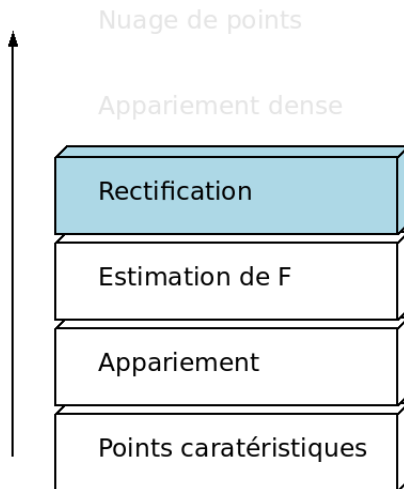 Nuage de points
Appariement dense
Rectification
Estimation de F
Appariement
Points caratéristiques